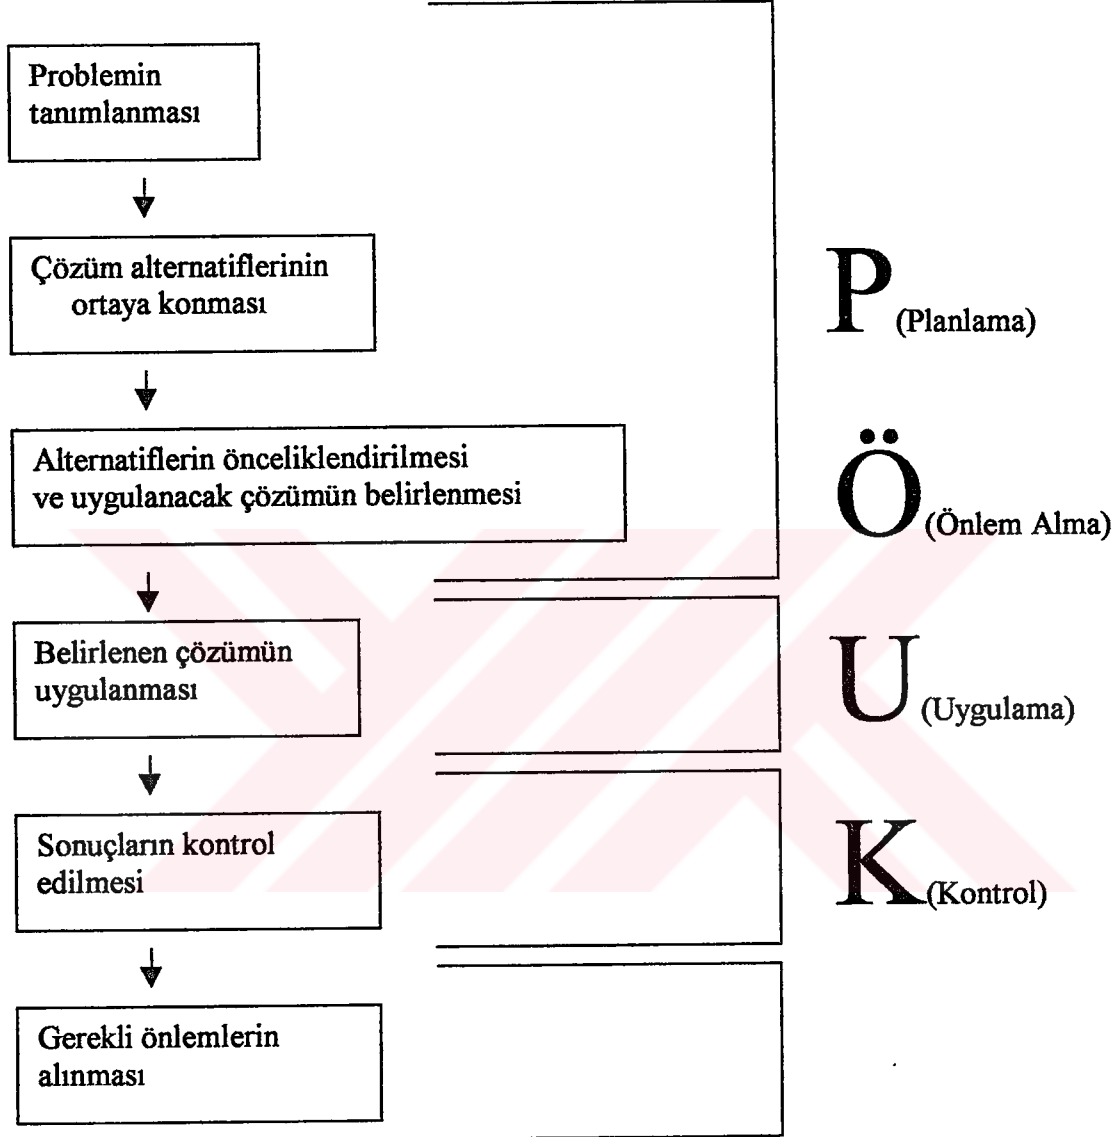 Problemin
tanımlanması
Çözüm alternatiflerinin
ortaya konması
P (Planlama)
Alternatiflerin önceliklendirilmesi
ve uygulanacak çözümün belirlenmesi
Ö (Önlem Alma)
Belirlenen çözümün
uygulanması
U (Uygulama)
Sonuçların kontrol
edilmesi
K (Kontrol)
Gerekli önlemlerin
alınması